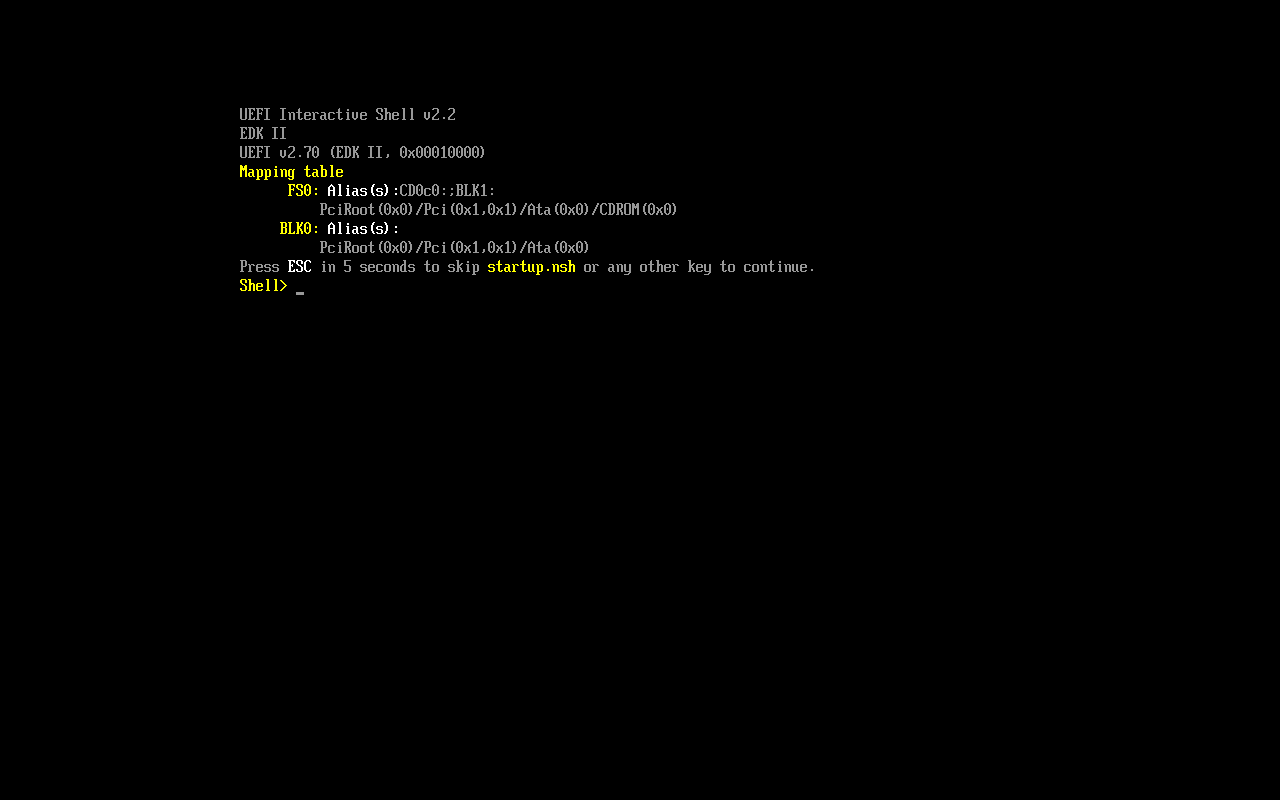 UEFI Interactive Shell v2.2
EDK II
UEFI v2.70 (EDK II, 0x00010000)
Mapping table
FS0: Alias(s):CD0c0:;BLK1:
PciRoot(0x0)/Pci(0x1,0x1)/Ata(0x0)/CDROM(0x0)
BLK0: Alias(s):
PciRoot(0x0)/Pci(0x1,0x1)/Ata(0x0)
Press ESC in 5 seconds to skip startup.nsh or any other key to continue.
Shell> _